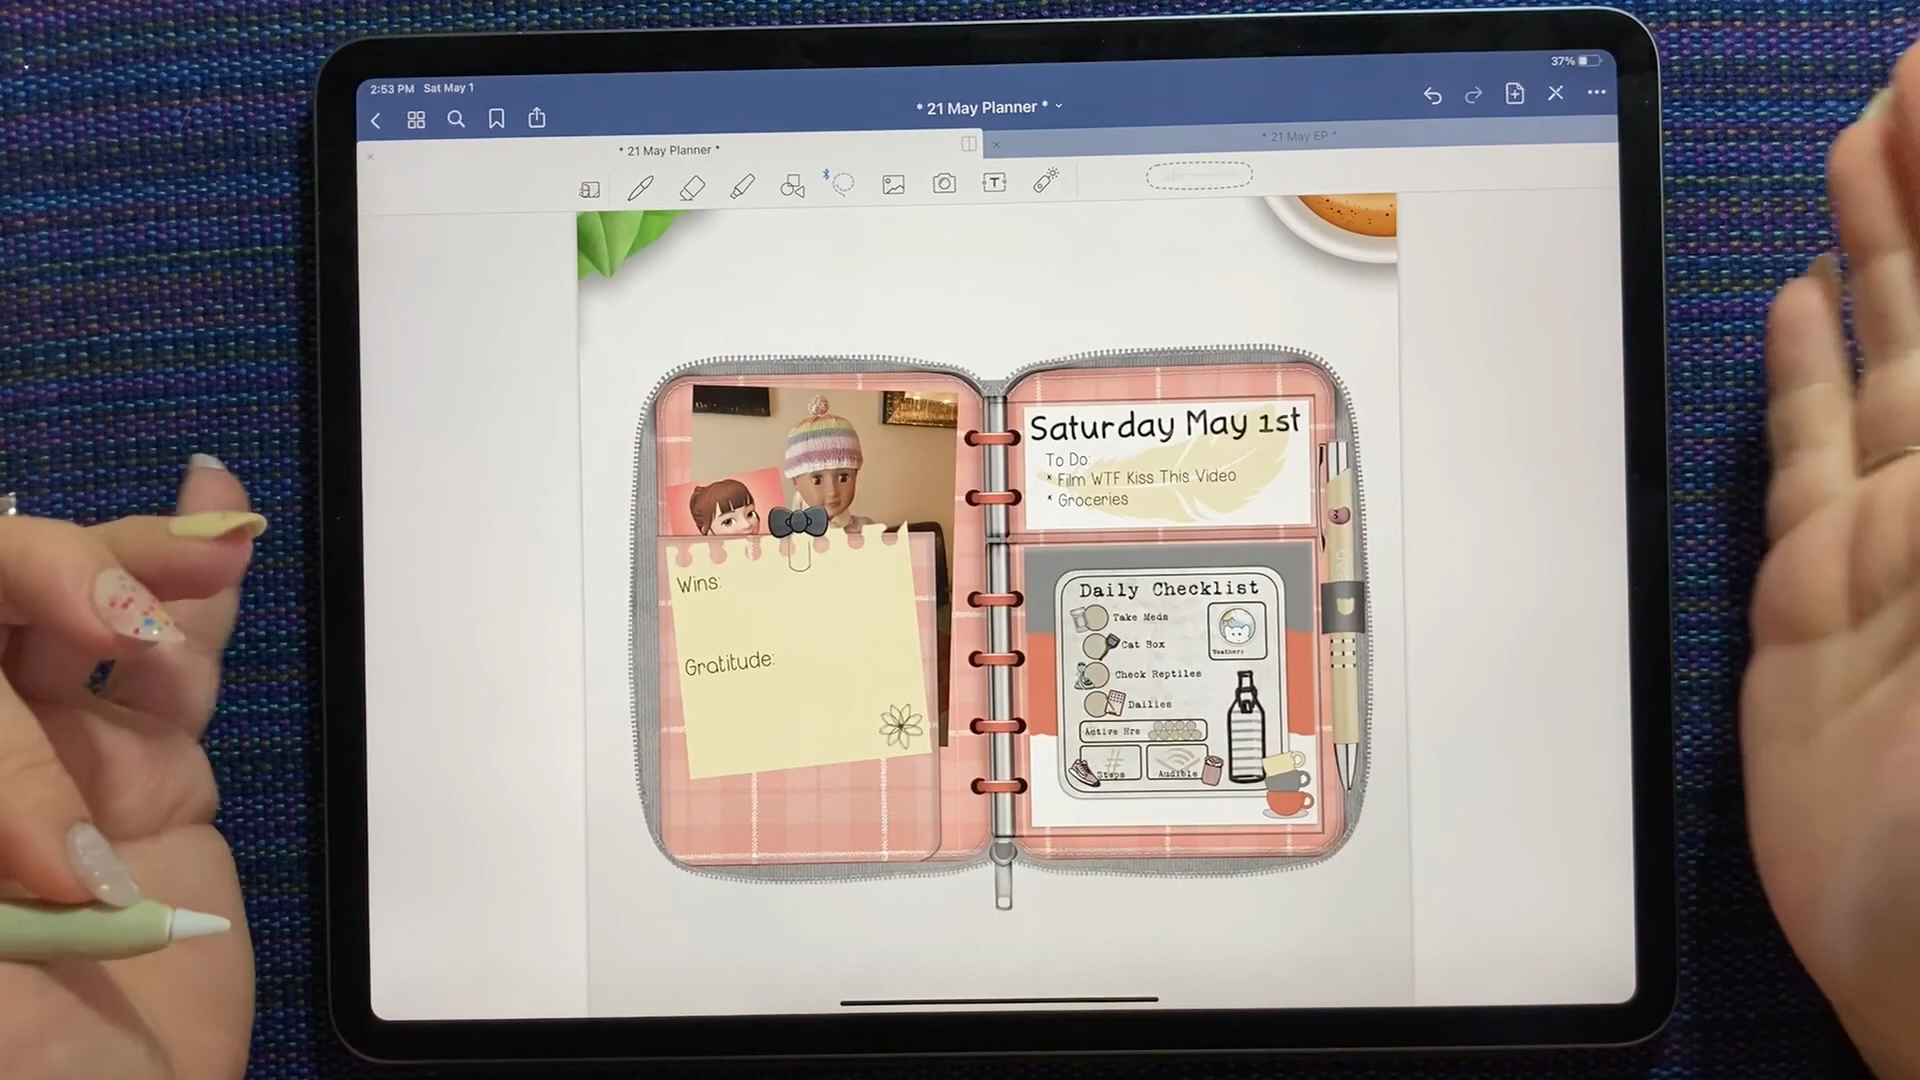 2:53 PM Sat May 1
37%
* 21 May Planner *
* 21 May Planner *
* 21 May EP *
T
Saturday May 1st
To Do:
* Film WTF Kiss This Video
* Groceries
Wins:
Gratitude:
Daily Checklist
Take Meds
Cat Box
Check Reptiles
Dailies
Weather:
Active Hrs
#
Steps
Audible